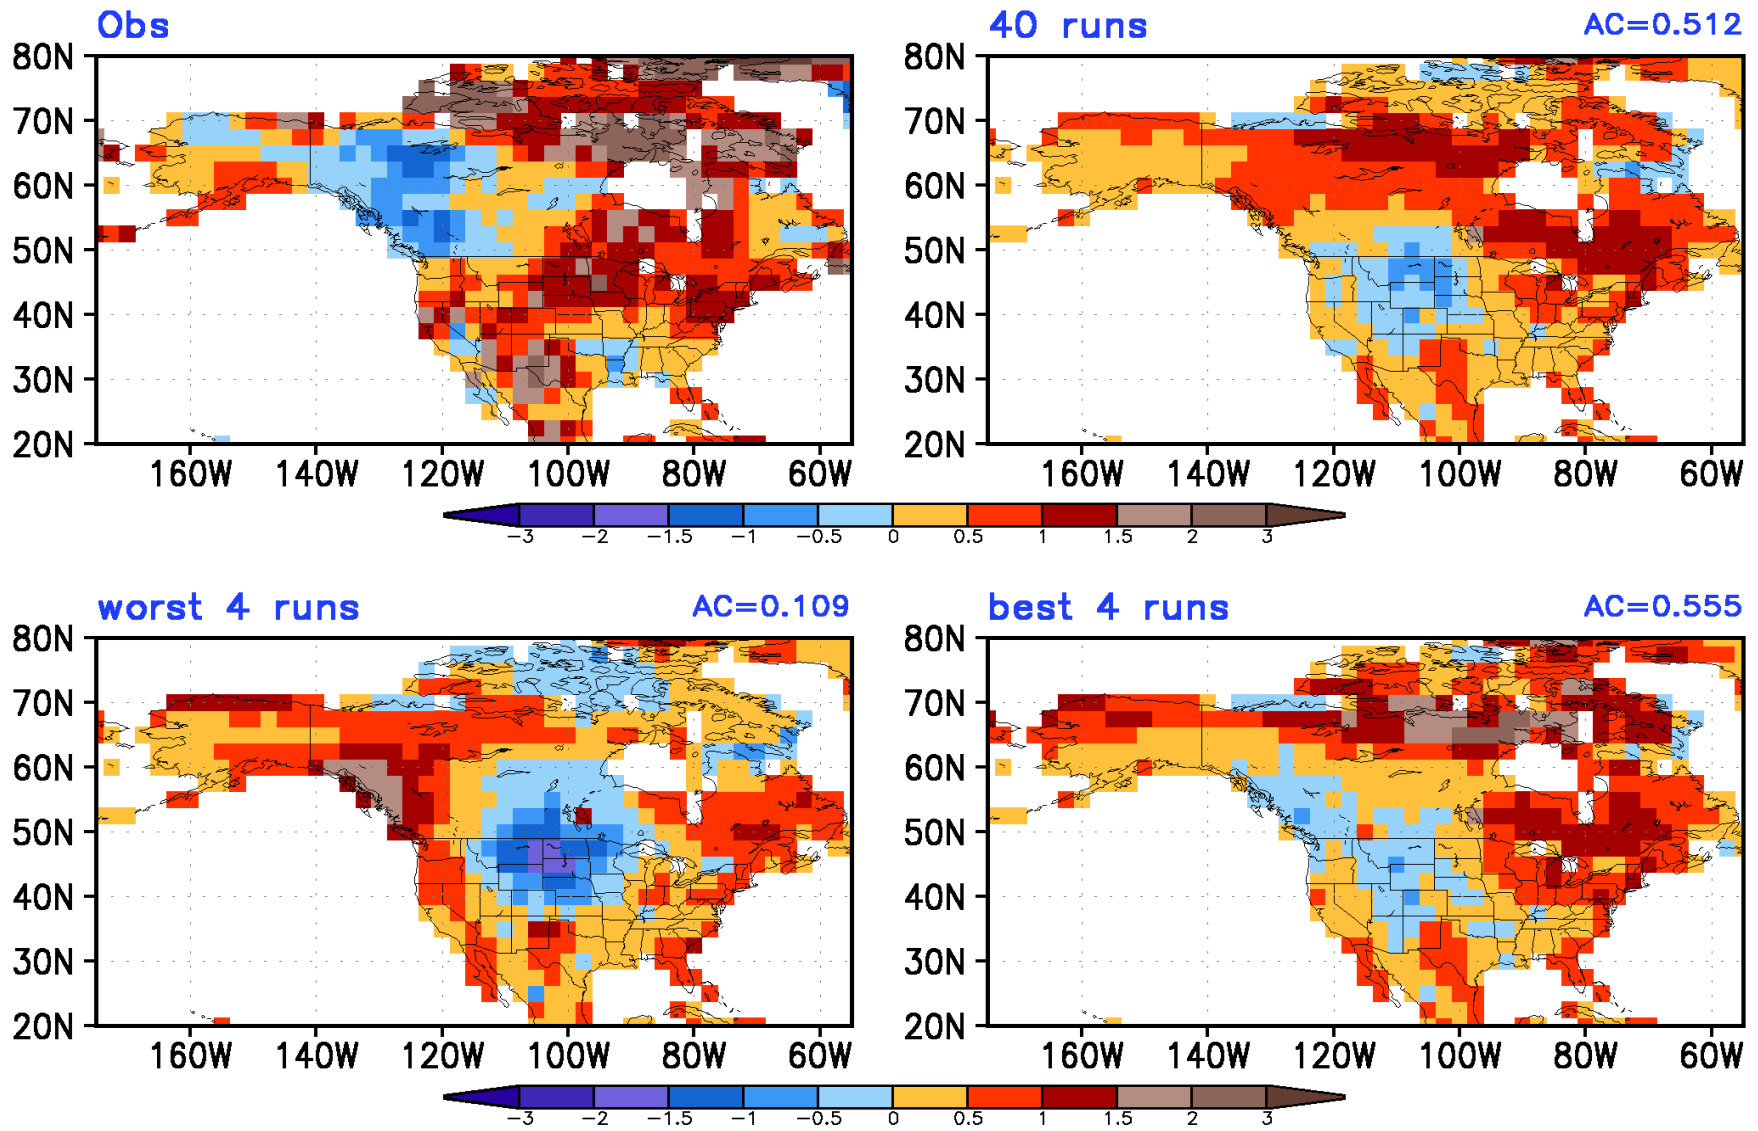 Obs
40 runs AC=0.512
80N 80N
70N 70N
60N 60N
50N 50N
40N 40N
30N 30N
20N 20N
160W 140W 120W 100W 80W 60W 160W 140W 120W 100W 80W 60W
-3 -2 -1.5 -1 -0.5 0 0.5 1 1.5 2 3
worst 4 runs AC=0.109
best 4 runs AC=0.555
80N 80N
70N 70N
60N 60N
50N 50N
40N 40N
30N 30N
20N 20N
160W 140W 120W 100W 80W 60W 160W 140W 120W 100W 80W 60W
-3 -2 -1.5 -1 -0.5 0 0.5 1 1.5 2 3